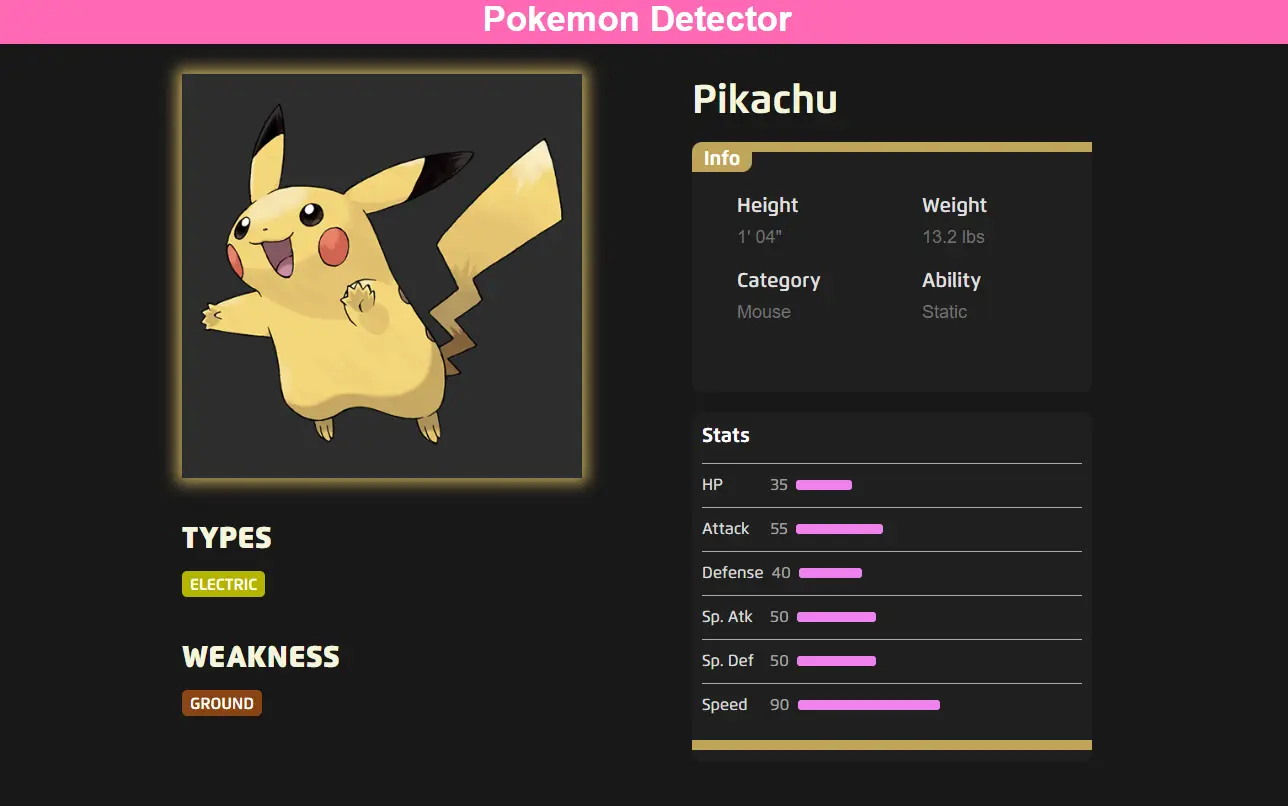 Pokemon Detector
Pikachu
Info
Height
Weight
1' 04"
13.2 lbs
Category
Ability
Mouse
Static
Stats
HP 35
Attack 55
Defense 40
Sp. Atk 50
Sp. Def 50
Speed 90
TYPES
ELECTRIC
WEAKNESS
GROUND